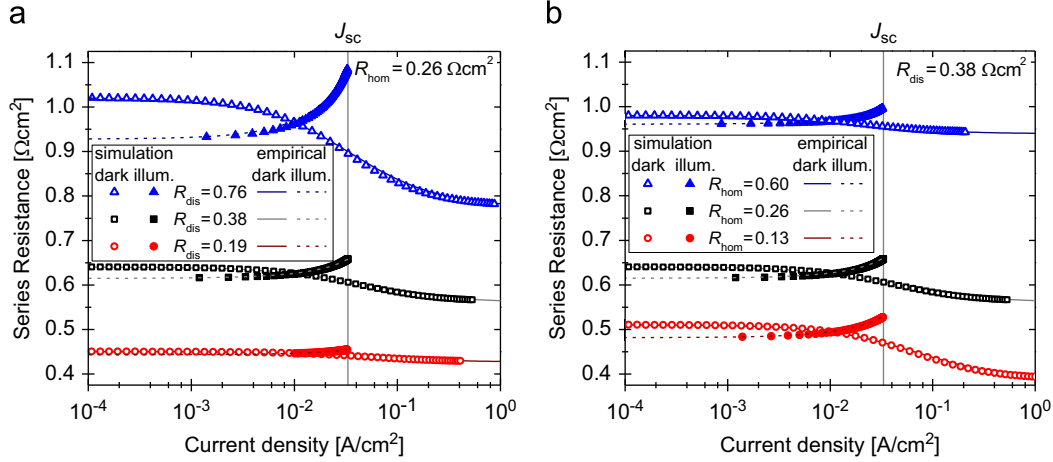 a
J_sc
R_hom = 0.26 Ωcm²
Series Resistance [Ωcm²]
1.1
1.0
0.9
0.8
0.7
0.6
0.5
0.4
simulation empirical
dark illum. dark illum.
R_dis = 0.76
R_dis = 0.38
R_dis = 0.19
10⁻⁴ 10⁻³ 10⁻² 10⁻¹ 10⁰
Current density [A/cm²]
b
J_sc
R_dis = 0.38 Ωcm²
Series Resistance [Ωcm²]
1.1
1.0
0.9
0.8
0.7
0.6
0.5
0.4
simulation empirical
dark illum. dark illum.
R_hom = 0.60
R_hom = 0.26
R_hom = 0.13
10⁻⁴ 10⁻³ 10⁻² 10⁻¹ 10⁰
Current density [A/cm²]